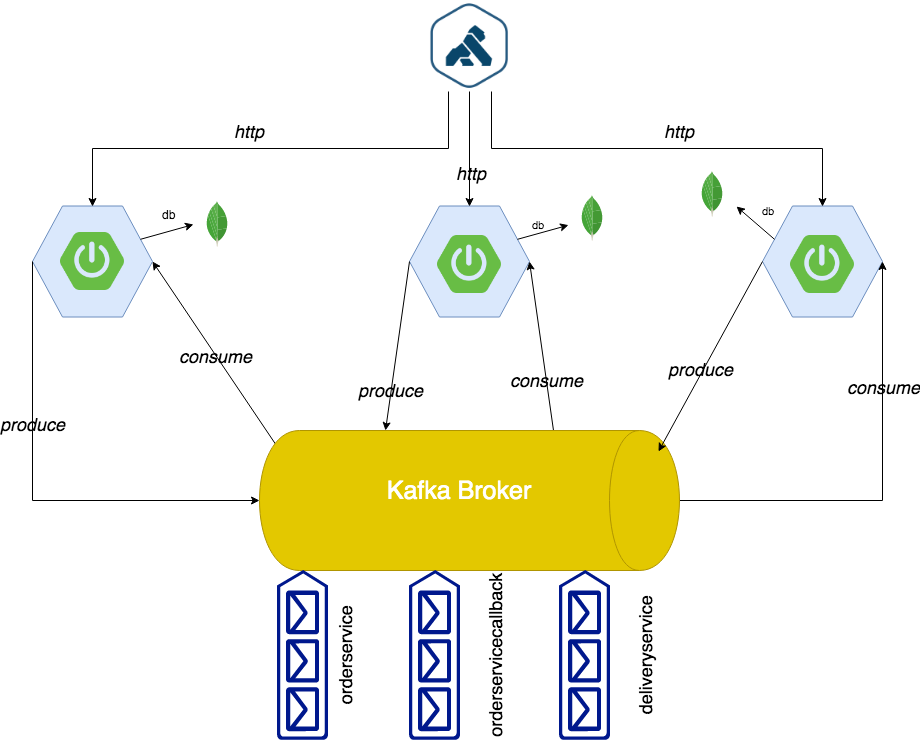 http
http
http
db
db
db
consume
produce
consume
produce
consume
produce
Kafka Broker
orderservice
orderservicecallback
deliveryservice